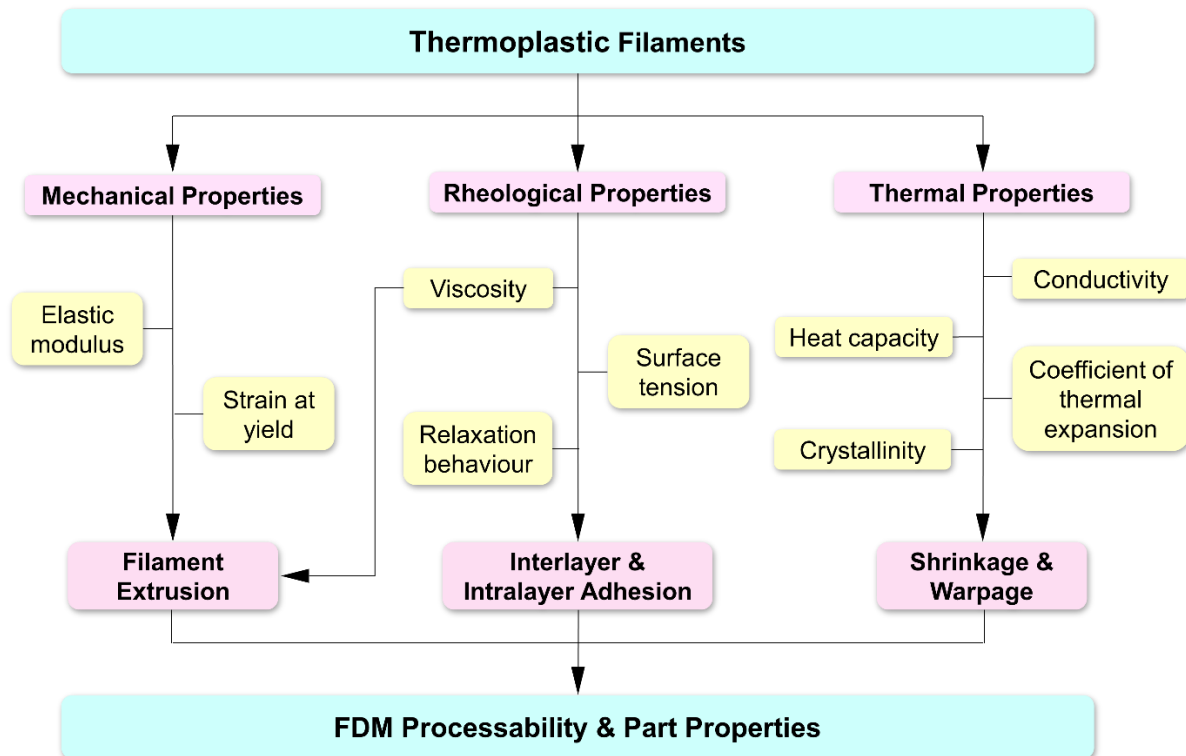 Thermoplastic Filaments
Mechanical Properties
Rheological Properties
Thermal Properties
Viscosity
Conductivity
Elastic
modulus
Heat capacity
Surface
tension
Coefficient of
thermal
expansion
Strain at
yield
Relaxation
behaviour
Crystallinity
Filament
Extrusion
Interlayer &
Intralayer Adhesion
Shrinkage &
Warpage
FDM Processability & Part Properties